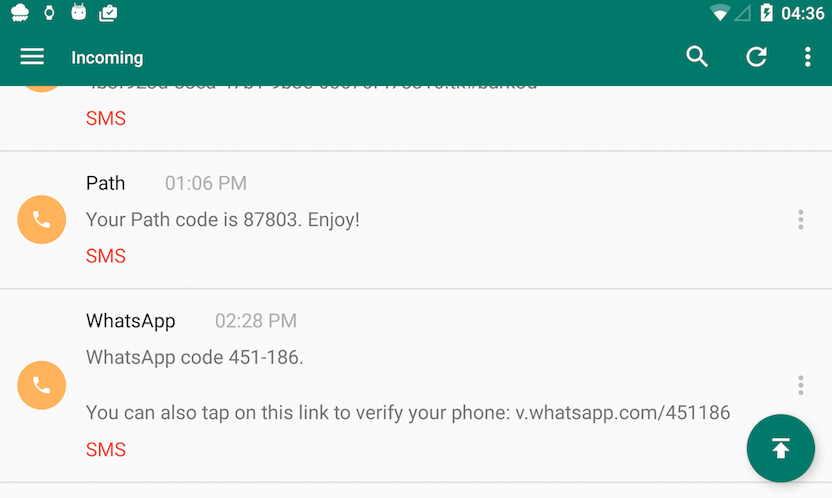 04:36
Incoming
SMS
Path 01:06 PM
Your Path code is 87803. Enjoy!
SMS
WhatsApp 02:28 PM
WhatsApp code 451-186.
You can also tap on this link to verify your phone: v.whatsapp.com/451186
SMS